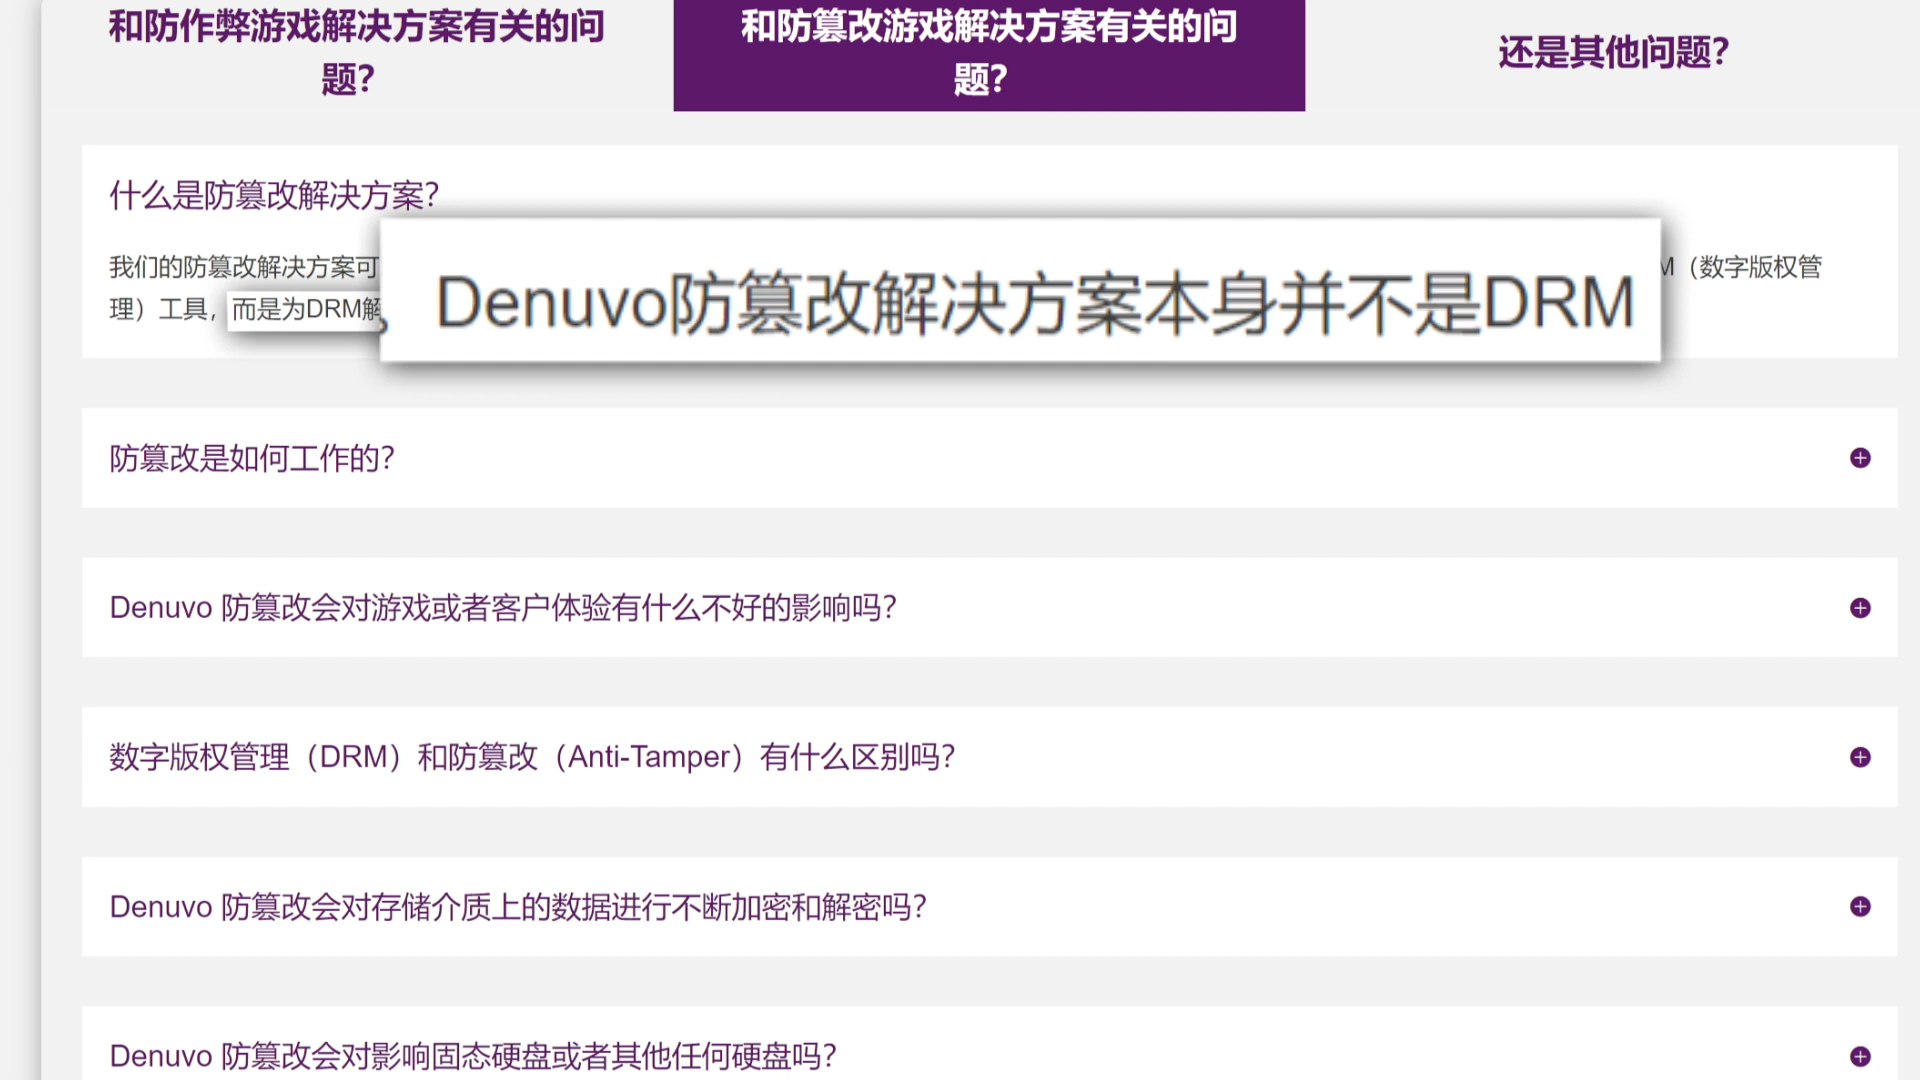 和防作弊游戏解决方案有关的问
题?
和防篡改游戏解决方案有关的问
题?
还是其他问题?
什么是防篡改解决方案?
我们的防篡改解决方案可
（数字版权管
理）工具，而是为DRM解
Denuvo防篡改解决方案本身并不是DRM
防篡改是如何工作的?
Denuvo 防篡改会对游戏或者客户体验有什么不好的影响吗?
数字版权管理（DRM）和防篡改（Anti-Tamper）有什么区别吗?
Denuvo 防篡改会对存储介质上的数据进行不断加密和解密吗?
Denuvo 防篡改会对影响固态硬盘或者其他任何硬盘吗?